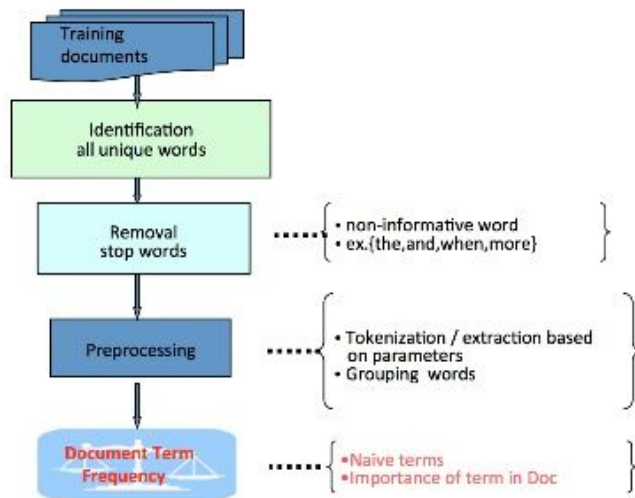 Training
documents
Identification
all unique words
Removal
stop words
• non-informative word
• ex.{the,and,when,more}
Preprocessing
• Tokenization / extraction based
on parameters
• Grouping words
Document Term
Frequency
•Naive terms
•Importance of term in Doc